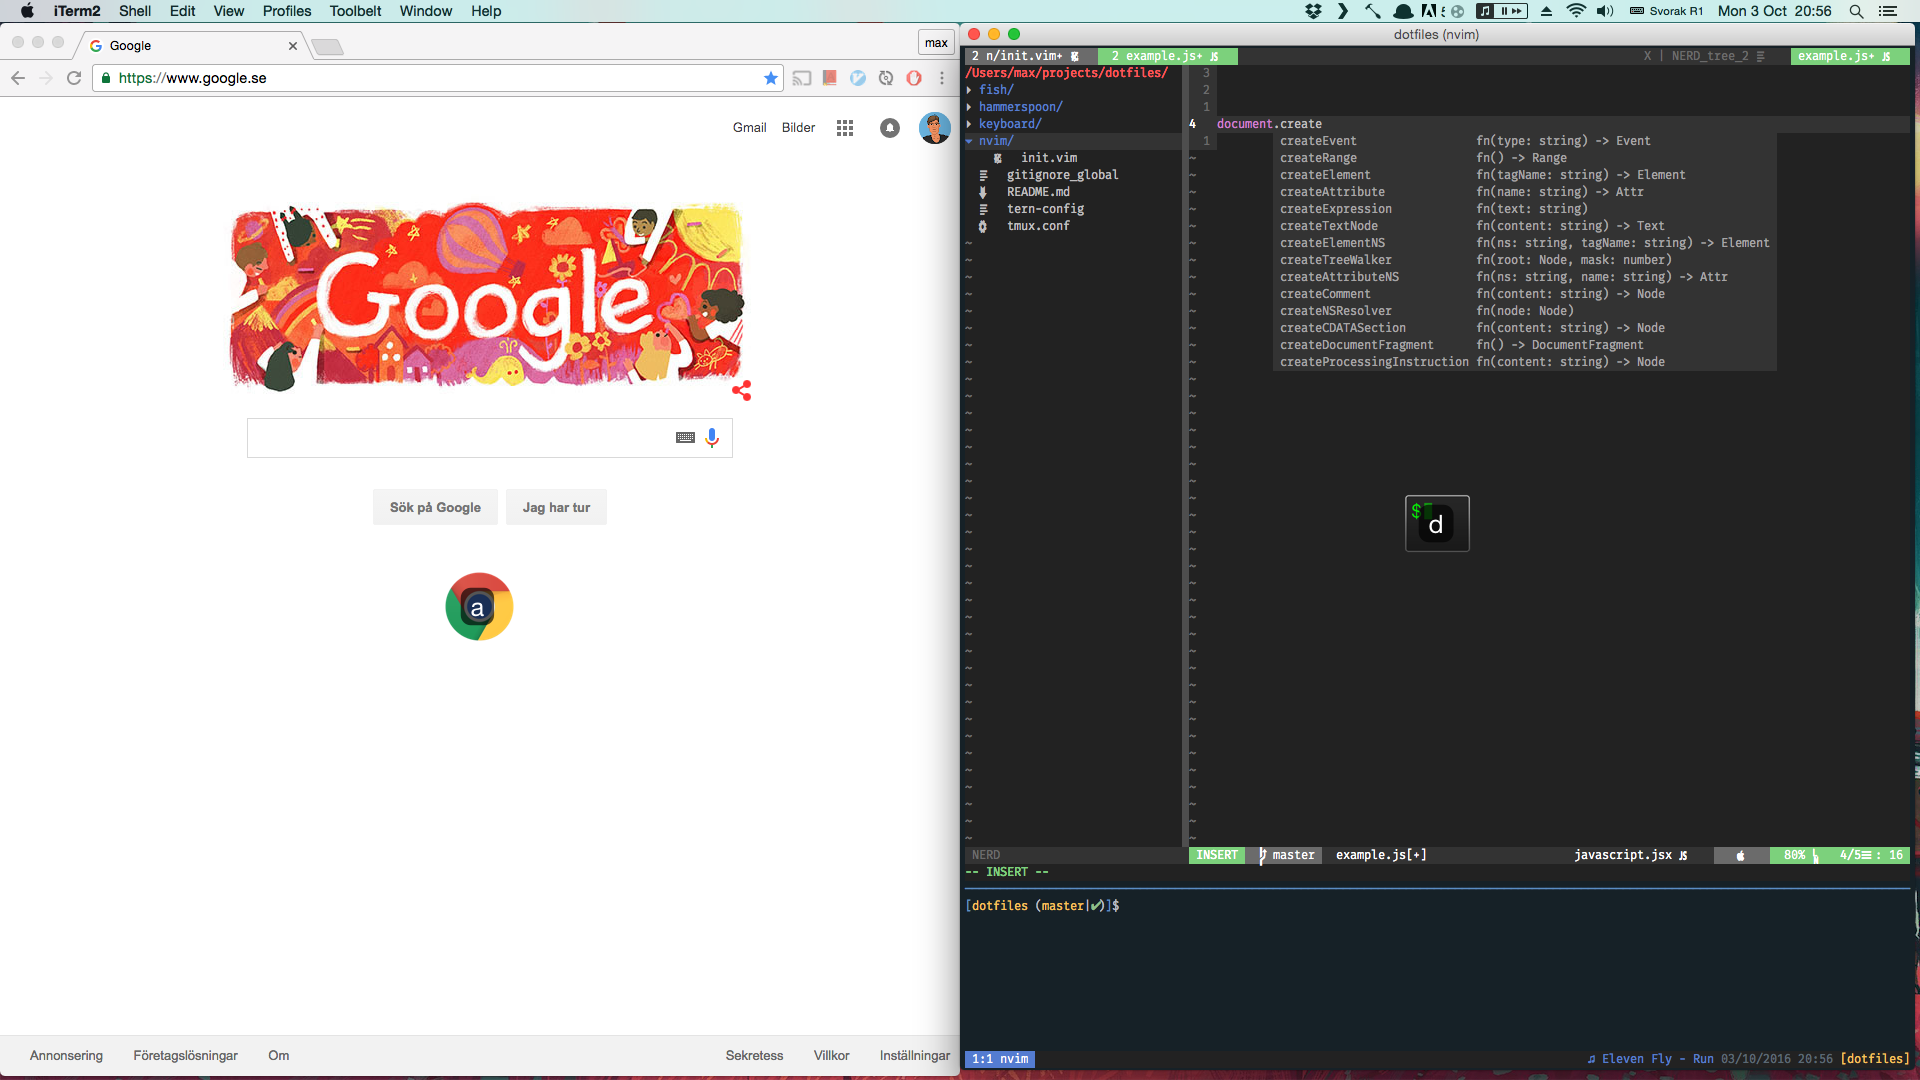 iTerm2 Shell Edit View Profiles Toolbelt Window Help
Svorak R1 Mon 3 Oct 20:56
Google
max
https://www.google.se
Gmail Bilder
Google
Sök på Google Jag har tur
a
Annonsering Företagslösningar Om
Sekretess Villkor Inställningar
dotfiles (nvim)
2 n/init.vim+ 2 example.js+ JS X | NERD_tree_2 example.js+ JS
/Users/max/projects/dotfiles/
fish/
hammerspoon/
keyboard/
nvim/
init.vim
gitignore_global
README.md
tern-config
tmux.conf
3
2
1
4 document.create
1 createEvent fn(type: string) -> Event
~ createRange fn() -> Range
~ createElement fn(tagName: string) -> Element
~ createAttribute fn(name: string) -> Attr
~ createExpression fn(text: string)
~ createTextNode fn(content: string) -> Text
~ createElementNS fn(ns: string, tagName: string) -> Element
~ createTreeWalker fn(root: Node, mask: number)
~ createAttributeNS fn(ns: string, name: string) -> Attr
~ createComment fn(content: string) -> Node
~ createNSResolver fn(node: Node)
~ createCDATASection fn(content: string) -> Node
~ createDocumentFragment fn() -> DocumentFragment
~ createProcessingInstruction fn(content: string) -> Node
$ d
NERD INSERT master example.js[+] javascript.jsx JS 80% 4/5 : 16
-- INSERT --
[dotfiles (master|✔)]$
1:1 nvim ♫ Eleven Fly - Run 03/10/2016 20:56 [dotfiles]